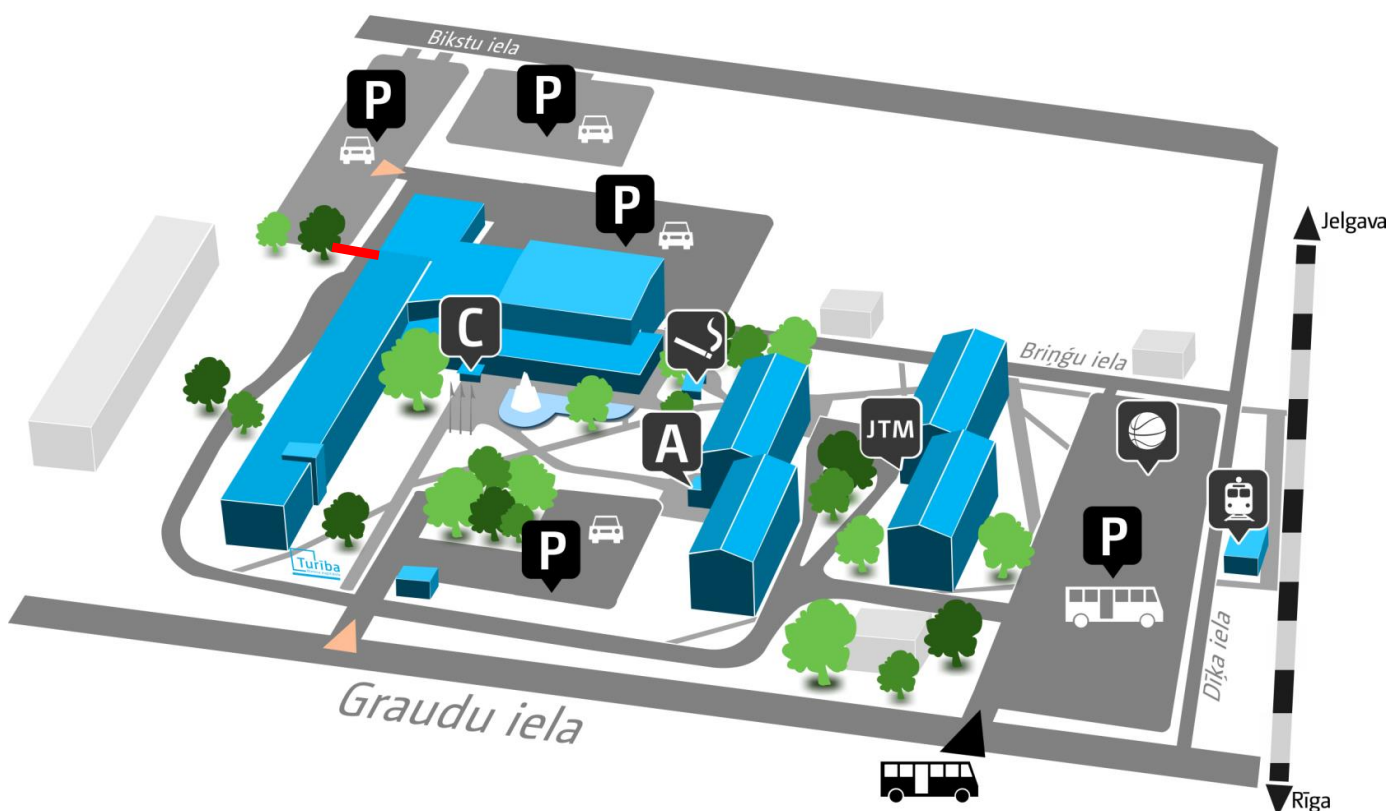 Bikstu iela
P
P
P
Jelgava
C
Briņģu iela
A
JTM
P
P
Turība
Dīķa iela
Graudu iela
Rīga